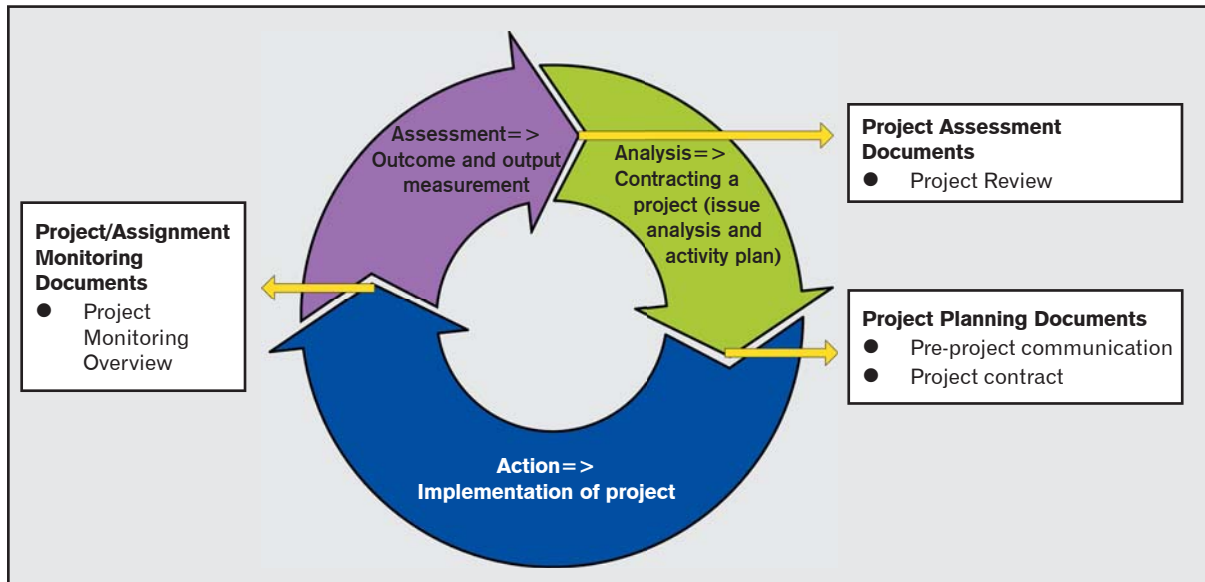 Assessment=>
Outcome and output
measurement
Analysis=>
Contracting a
project (issue
analysis and
activity plan)
Project Assessment
Documents
● Project Review
Project/Assignment
Monitoring
Documents
● Project
Monitoring
Overview
Project Planning Documents
● Pre-project communication
● Project contract
Action=>
Implementation of project